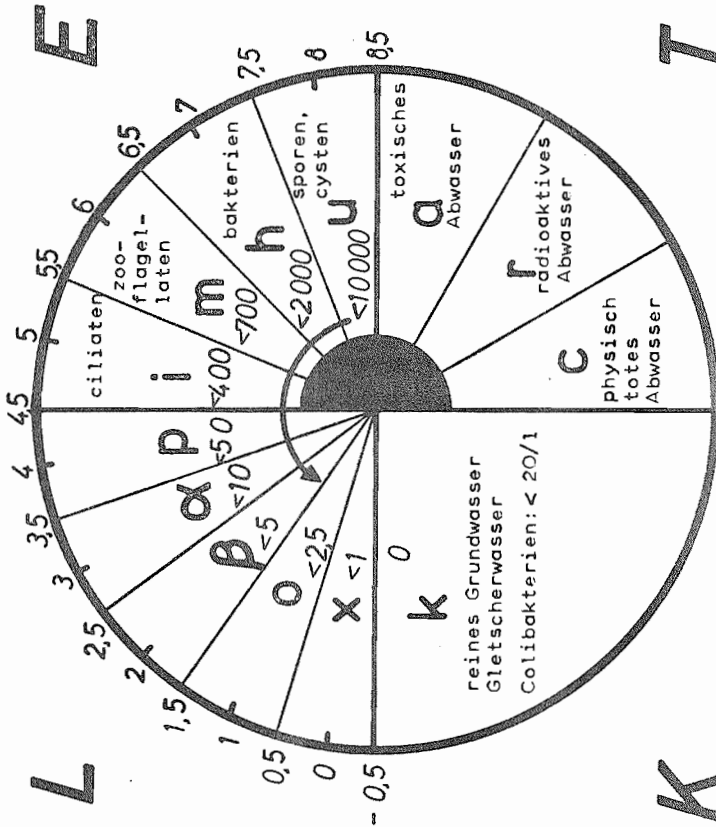 L
E
4,5
4
5
3,5
5,5
3
6
2,5
6,5
2
7
1,5
7,5
1
8
0,5
0
8,5
- 0,5
ciliaten
zoo-
flagel-
laten
bakterien
sporen,
cysten
p
i
m
h
u
α
β
o
x
<50
<400
<700
<2000
<10000
<10
<5
<2,5
<1
k
0
reines Grundwasser
Gletscherwasser
Colibakterien: < 20/1
a
toxisches
Abwasser
r
radioaktives
Abwasser
c
physisch
totes
Abwasser
K
T